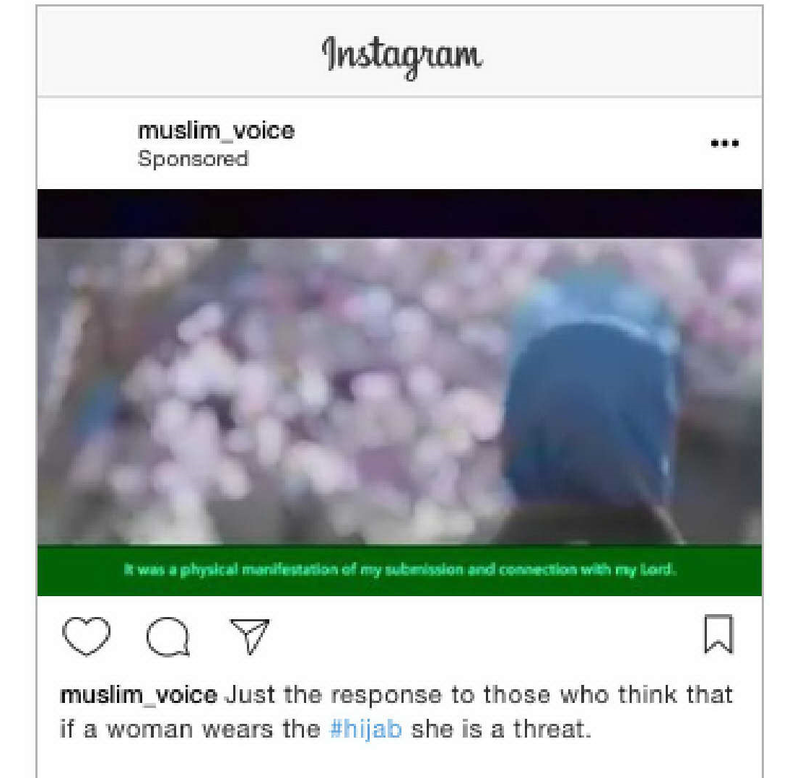 Instagram
muslim_voice
Sponsored
It was a physical manifestation of my submission and connection with my Lord.
muslim_voice Just the response to those who think that
if a woman wears the #hijab she is a threat.